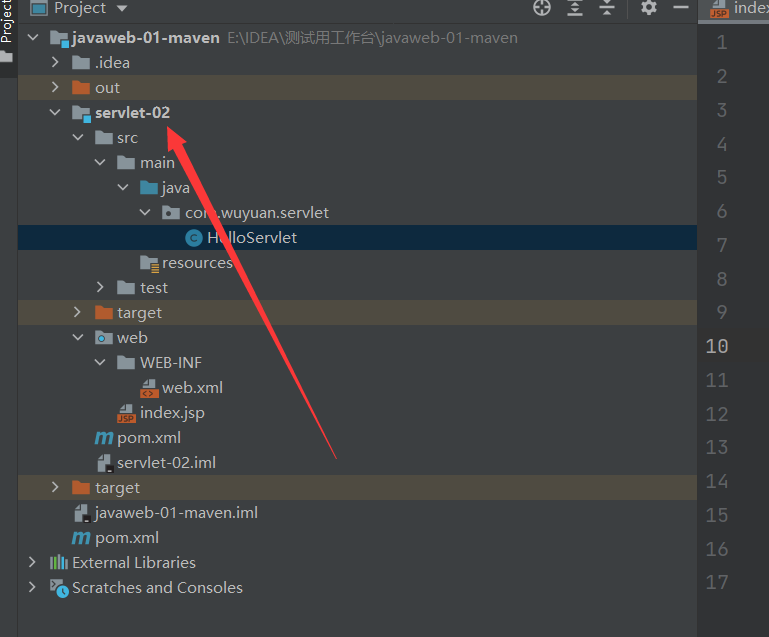 Project
Project
index
JSP
javaweb-01-maven E:\IDEA\测试用工作台\javaweb-01-maven
.idea
out
servlet-02
src
main
java
com.wuyuan.servlet
C HelloServlet
resources
test
target
web
WEB-INF
web.xml
index.jsp
JSP
m pom.xml
servlet-02.iml
target
javaweb-01-maven.iml
m pom.xml
External Libraries
Scratches and Consoles
1
2
3
4
5
6
7
8
9
10
11
12
13
14
15
16
17